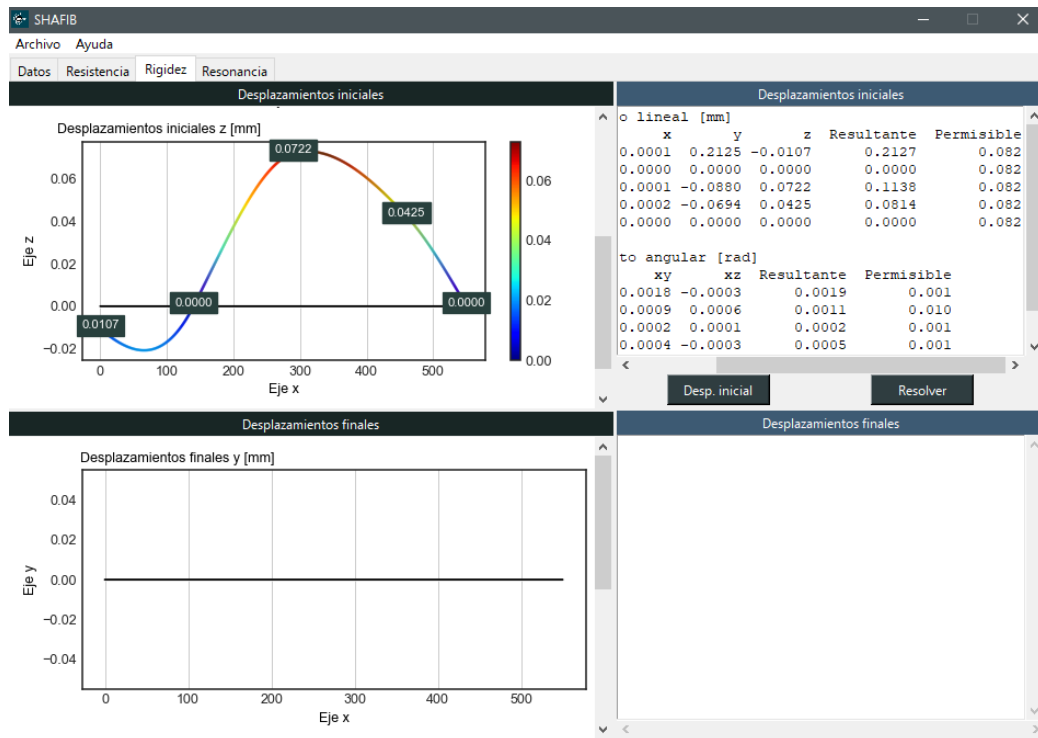 SHAFIB
Archivo Ayuda
Datos Resistencia Rigidez Resonancia
Desplazamientos iniciales
Desplazamientos iniciales z [mm]
0.0722
0.0425
0.0000
0.0000
0.0107
0.06
0.04
0.02
0.00
−0.02
Eje z
0 100 200 300 400 500
Eje x
0.06
0.04
0.02
0.00
Desplazamientos iniciales
o lineal [mm]
x y z Resultante Permisible
0.0001 0.2125 -0.0107 0.2127 0.082
0.0000 0.0000 0.0000 0.0000 0.082
0.0001 -0.0880 0.0722 0.1138 0.082
0.0002 -0.0694 0.0425 0.0814 0.082
0.0000 0.0000 0.0000 0.0000 0.082
to angular [rad]
xy xz Resultante Permisible
0.0018 -0.0003 0.0019 0.001
0.0009 0.0006 0.0011 0.010
0.0002 0.0001 0.0002 0.001
0.0004 -0.0003 0.0005 0.001
Desp. inicial Resolver
Desplazamientos finales
Desplazamientos finales y [mm]
0.04
0.02
0.00
−0.02
−0.04
Eje y
0 100 200 300 400 500
Eje x
Desplazamientos finales